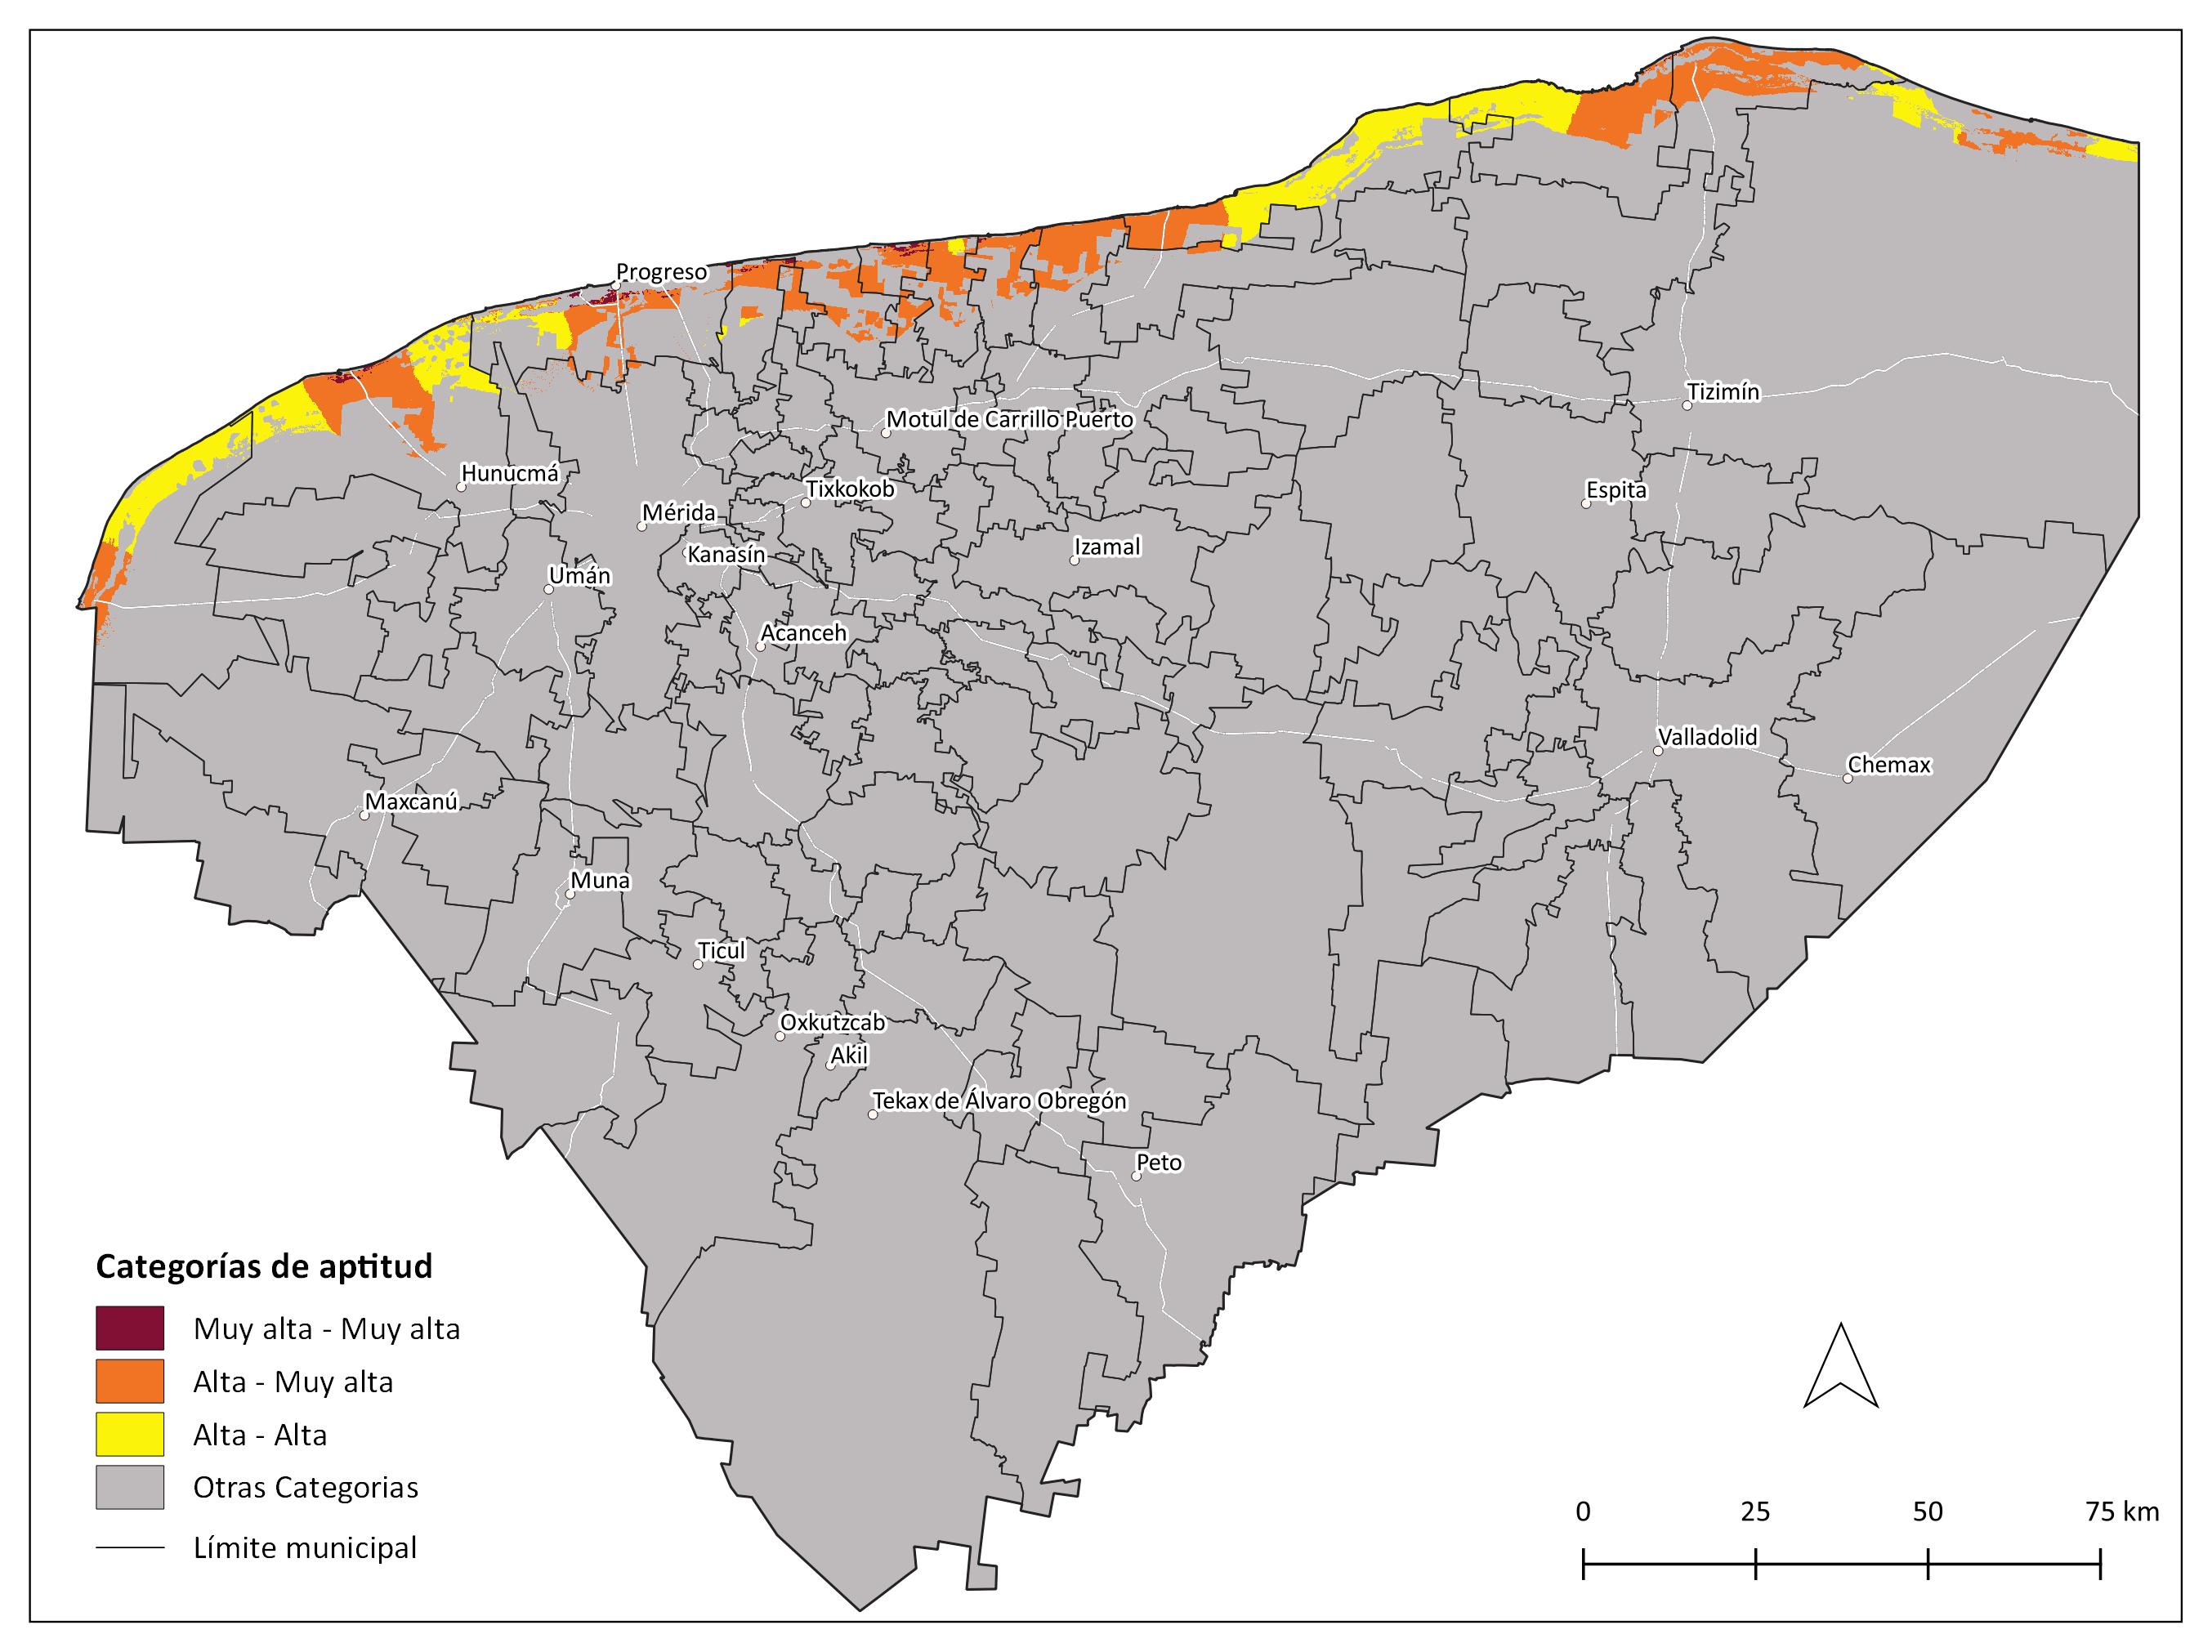 Progreso
Tizimín
Motul de Carrillo Puerto
Hunucmá
Tixkokob
Espita
Mérida
Kanasín
Izamal
Umán
Acanceh
Valladolid
Chemax
Maxcanú
Muna
Ticul
Oxkutzcab
Akil
Tekax de Álvaro Obregón
Peto
Categorías de aptitud
Muy alta - Muy alta
Alta - Muy alta
Alta - Alta
Otras Categorias
Límite municipal
0 25 50 75 km